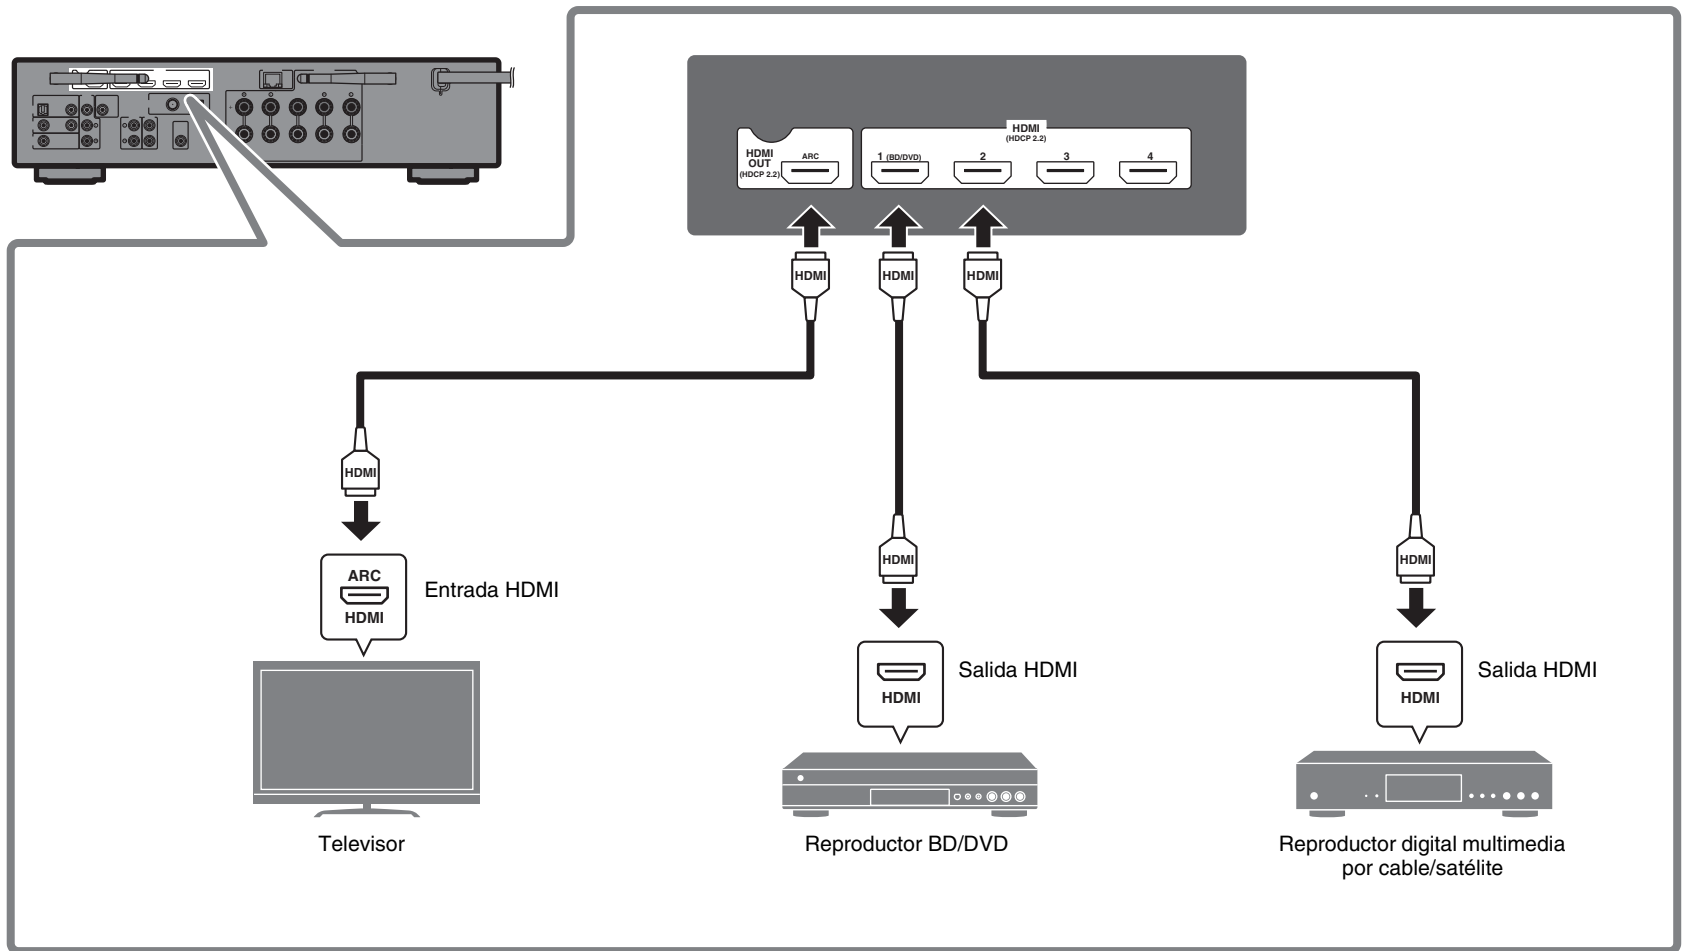 HDMI
(HDCP 2.2)
HDMI
OUT
(HDCP 2.2)
ARC
1 (BD/DVD)
2
3
4
HDMI
HDMI
HDMI
HDMI
ARC
HDMI
Entrada HDMI
HDMI
HDMI
HDMI
Salida HDMI
HDMI
Salida HDMI
Televisor
Reproductor BD/DVD
Reproductor digital multimedia
por cable/satélite